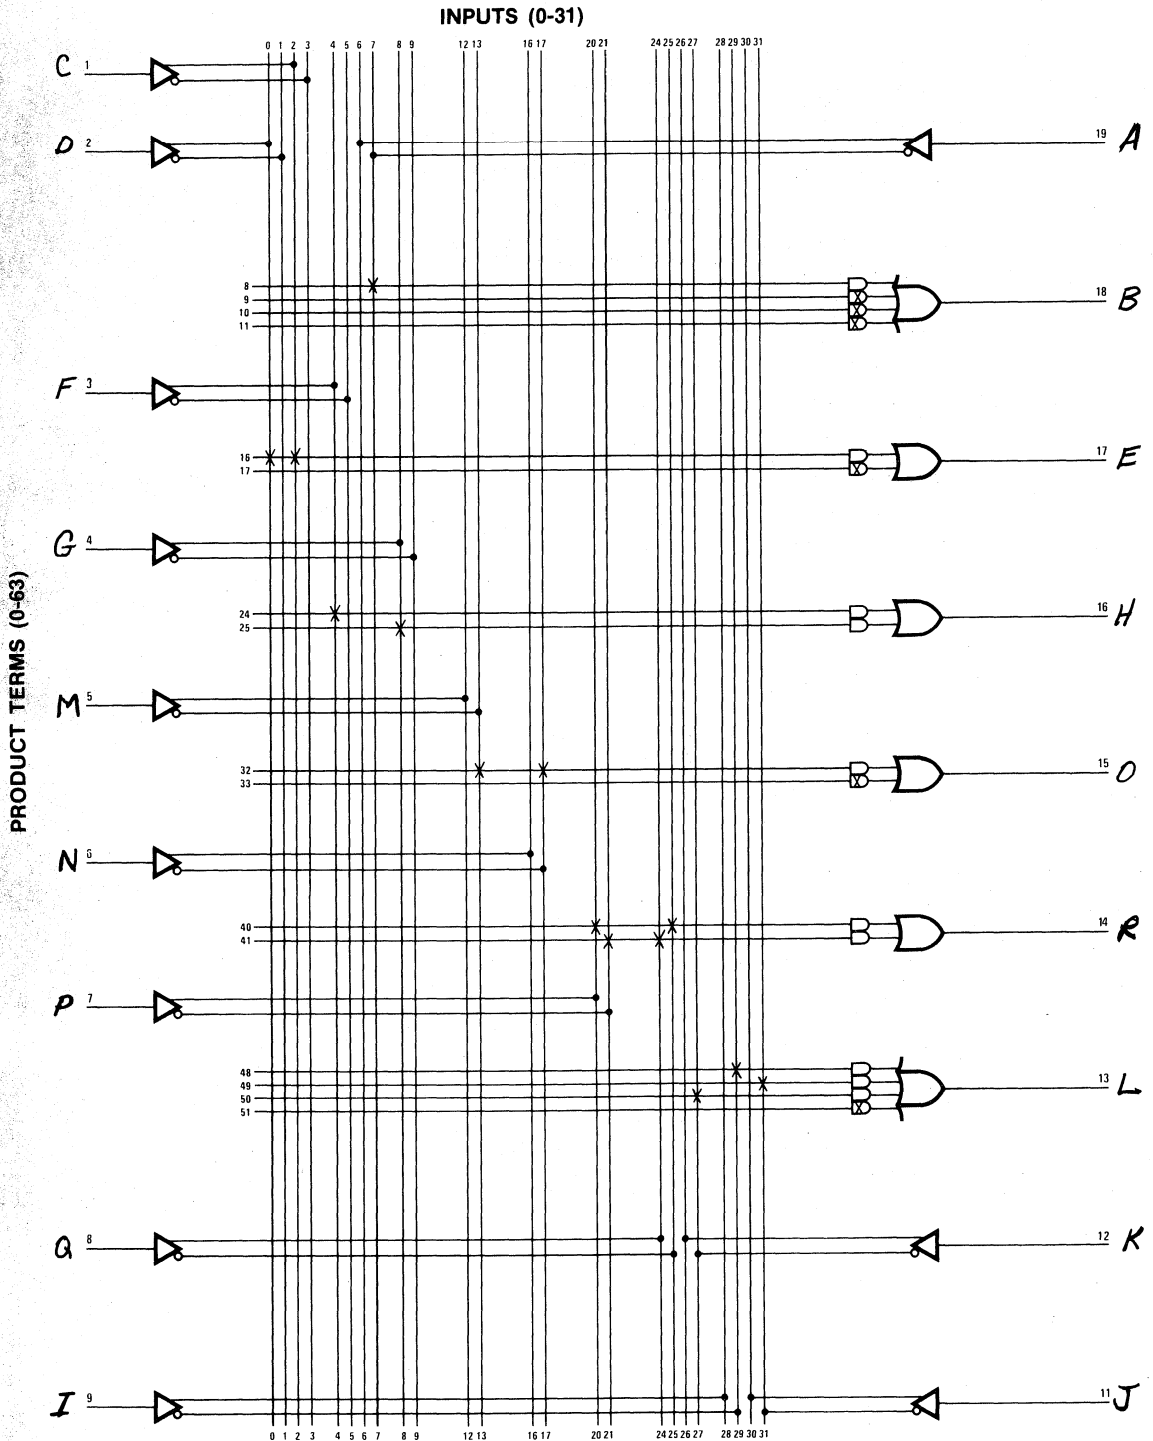 INPUTS (0-31)
0 1 2 3 4 5 6 7 8 9 12 13 16 17 20 21 24 25 26 27 28 29 30 31
C 1
D 2
19 A
8
9
10
11
18 B
F 3
16
17
17 E
G 4
24
25
16 H
PRODUCT TERMS (0-63)
M 5
32
33
15 O
N 6
40
41
14 R
P 7
48
49
50
51
13 L
Q 8
12 K
I 9
11 J
0 1 2 3 4 5 6 7 8 9 12 13 16 17 20 21 24 25 26 27 28 29 30 31